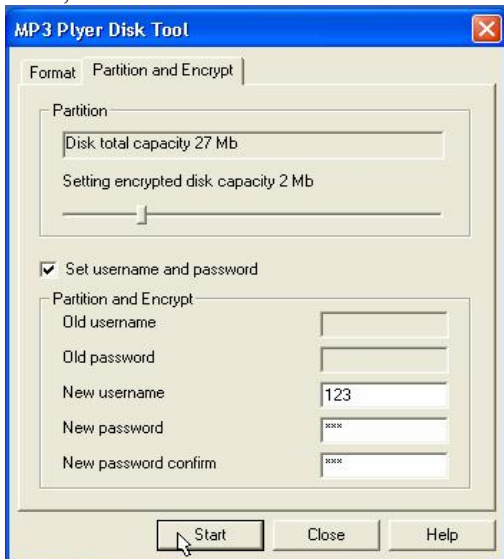 MP3 Plyer Disk Tool
Format Partition and Encrypt
Partition
Disk total capacity 27 Mb
Setting encrypted disk capacity 2 Mb
Set username and password
Partition and Encrypt
Old username
Old password
New username 123
New password ***
New password confirm ***
Start Close Help